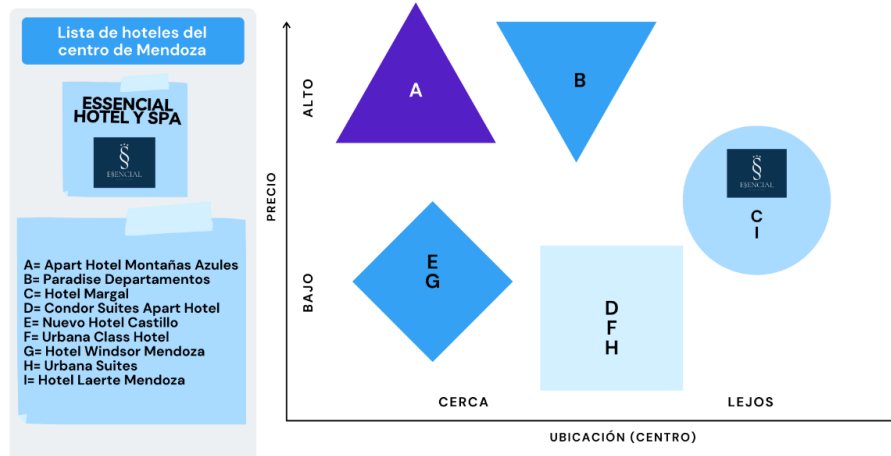 Lista de hoteles del
centro de Mendoza
ESSENCIAL
HOTEL Y SPA
ESSENCIAL
A= Apart Hotel Montañas Azules
B= Paradise Departamentos
C= Hotel Margal
D= Condor Suites Apart Hotel
E= Nuevo Hotel Castillo
F= Urbana Class Hotel
G= Hotel Windsor Mendoza
H= Urbana Suites
I= Hotel Laerte Mendoza
PRECIO
ALTO
BAJO
A
B
ESSENCIAL
C
I
E
G
D
F
H
CERCA
LEJOS
UBICACIÓN (CENTRO)